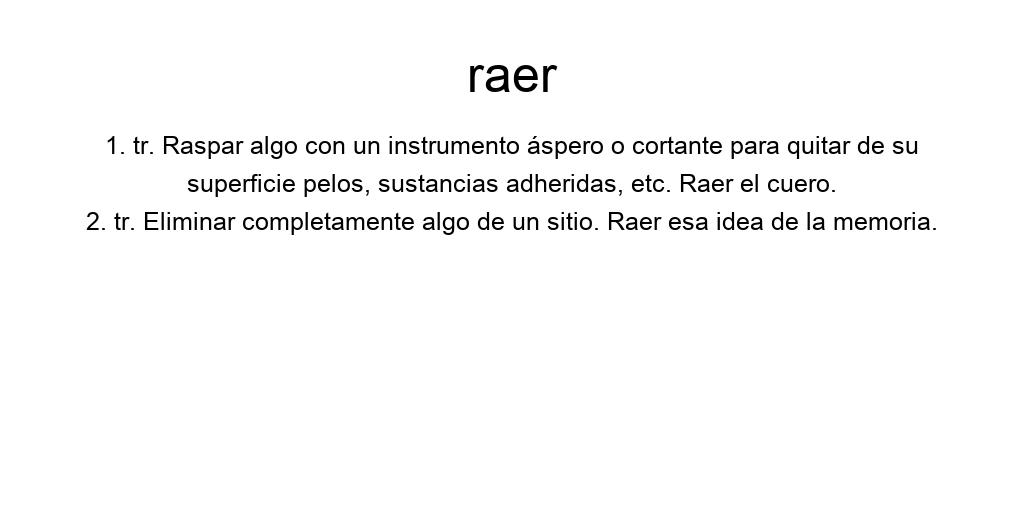 raer
1. tr. Raspar algo con un instrumento áspero o cortante para quitar de su
superficie pelos, sustancias adheridas, etc. Raer el cuero.
2. tr. Eliminar completamente algo de un sitio. Raer esa idea de la memoria.